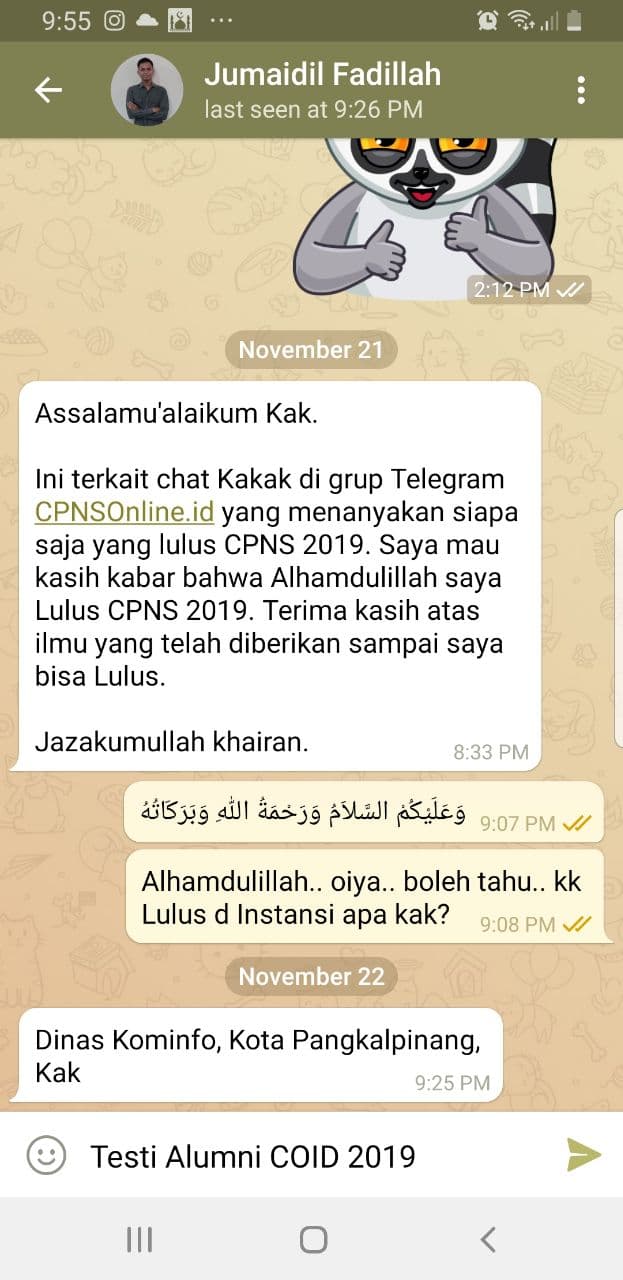 9:55
Jumaidil Fadillah
last seen at 9:26 PM
2:12 PM
November 21
Assalamu'alaikum Kak.
Ini terkait chat Kakak di grup Telegram
CPNSOnline.id yang menanyakan siapa
saja yang lulus CPNS 2019. Saya mau
kasih kabar bahwa Alhamdulillah saya
Lulus CPNS 2019. Terima kasih atas
ilmu yang telah diberikan sampai saya
bisa Lulus.
Jazakumullah khairan.
8:33 PM
وَعَلَيْكُمْ السَّلاَمُ وَرَحْمَةُ اللهِ وَبَرَكَاتُهُ
9:07 PM
Alhamdulillah.. oiya.. boleh tahu.. kk
Lulus d Instansi apa kak?
9:08 PM
November 22
Dinas Kominfo, Kota Pangkalpinang,
Kak
9:25 PM
Testi Alumni COID 2019